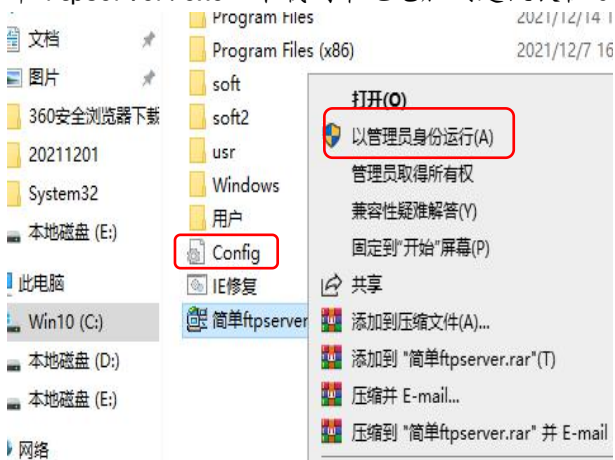 文档
图片
360安全浏览器下载
20211201
System32
本地磁盘 (E:)
此电脑
Win10 (C:)
本地磁盘 (D:)
本地磁盘 (E:)
网络
Program Files
2021/12/14 1
Program Files (x86)
2021/12/7 16
soft
soft2
usr
Windows
用户
Config
IE修复
简单ftpserver
打开(O)
以管理员身份运行(A)
管理员取得所有权
兼容性疑难解答(Y)
固定到"开始"屏幕(P)
共享
添加到压缩文件(A)...
添加到 "简单ftpserver.rar"(T)
压缩并 E-mail...
压缩到 "简单ftpserver.rar" 并 E-mail